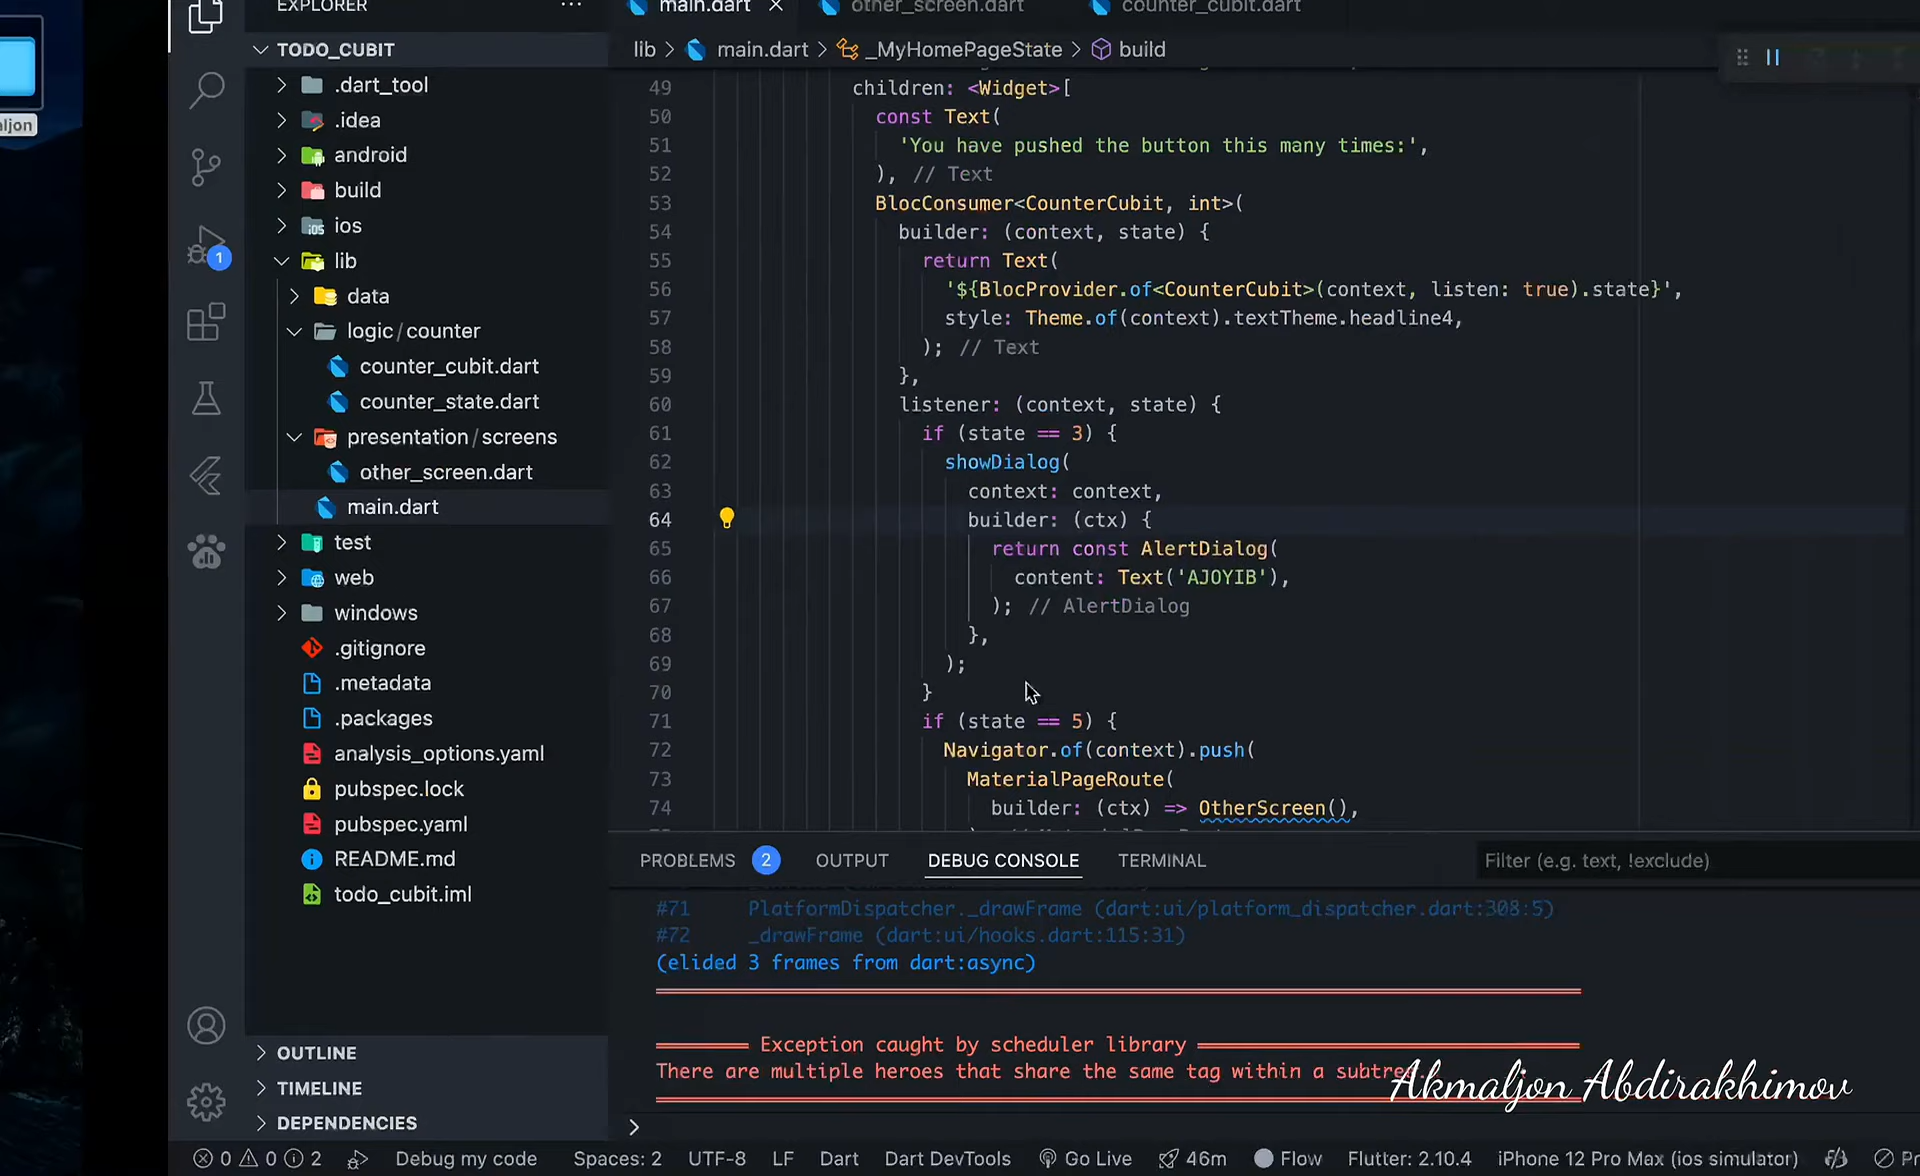 EXPLORER
main.dart
other_screen.dart
counter_cubit.dart
TODO_CUBIT
lib > main.dart > _MyHomePageState > build
.dart_tool
.idea
android
build
ios
lib
data
logic/counter
counter_cubit.dart
counter_state.dart
presentation/screens
other_screen.dart
main.dart
test
web
windows
.gitignore
.metadata
.packages
analysis_options.yaml
pubspec.lock
pubspec.yaml
README.md
todo_cubit.iml
OUTLINE
TIMELINE
DEPENDENCIES
49 children: <Widget>[
50 const Text(
51 'You have pushed the button this many times:',
52 ), // Text
53 BlocConsumer<CounterCubit, int>(
54 builder: (context, state) {
55 return Text(
56 '${BlocProvider.of<CounterCubit>(context, listen: true).state}',
57 style: Theme.of(context).textTheme.headline4,
58 ); // Text
59 },
60 listener: (context, state) {
61 if (state == 3) {
62 showDialog(
63 context: context,
64 builder: (ctx) {
65 return const AlertDialog(
66 content: Text('AJOYIB'),
67 ); // AlertDialog
68 },
69 );
70 }
71 if (state == 5) {
72 Navigator.of(context).push(
73 MaterialPageRoute(
74 builder: (ctx) => OtherScreen(),
PROBLEMS 2 OUTPUT DEBUG CONSOLE TERMINAL
Filter (e.g. text, !exclude)
#71 PlatformDispatcher._drawFrame (dart:ui/platform_dispatcher.dart:308:5)
#72 _drawFrame (dart:ui/hooks.dart:115:31)
(elided 3 frames from dart:async)
Exception caught by scheduler library
There are multiple heroes that share the same tag within a subtree.
Akmaljon Abdirakhimov
0 0 2 Debug my code Spaces: 2 UTF-8 LF Dart Dart DevTools Go Live 46m Flow Flutter: 2.10.4 iPhone 12 Pro Max (ios simulator)